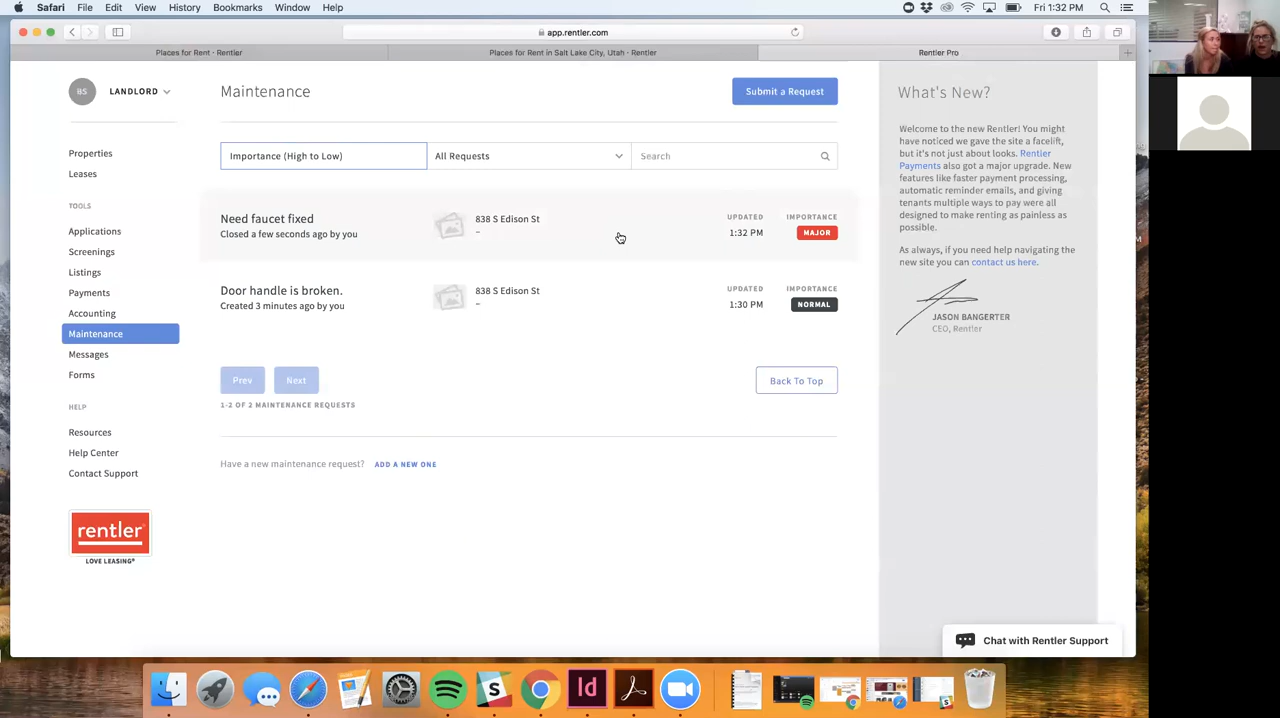 Safari File Edit View History Bookmarks Window Help Fri 1:32 PM
app.rentler.com
Places for Rent - Rentler Places for Rent in Salt Lake City, Utah - Rentler Rentler Pro
BS LANDLORD
Properties
Leases
TOOLS
Applications
Screenings
Listings
Payments
Accounting
Maintenance
Messages
Forms
HELP
Resources
Help Center
Contact Support
rentler
LOVE LEASING®
Maintenance
Submit a Request
Importance (High to Low) All Requests Search
Need faucet fixed
Closed a few seconds ago by you
838 S Edison St
–
UPDATED
1:32 PM
IMPORTANCE
MAJOR
Door handle is broken.
Created 3 minutes ago by you
838 S Edison St
–
UPDATED
1:30 PM
IMPORTANCE
NORMAL
Prev Next
Back To Top
1-2 OF 2 MAINTENANCE REQUESTS
Have a new maintenance request? ADD A NEW ONE
What's New?
Welcome to the new Rentler! You might
have noticed we gave the site a facelift,
but it's not just about looks. Rentler
Payments also got a major upgrade. New
features like faster payment processing,
automatic reminder emails, and giving
tenants multiple ways to pay were all
designed to make renting as painless as
possible.
As always, if you need help navigating the
new site you can contact us here.
JASON BANGERTER
CEO, Rentler
Chat with Rentler Support
Id